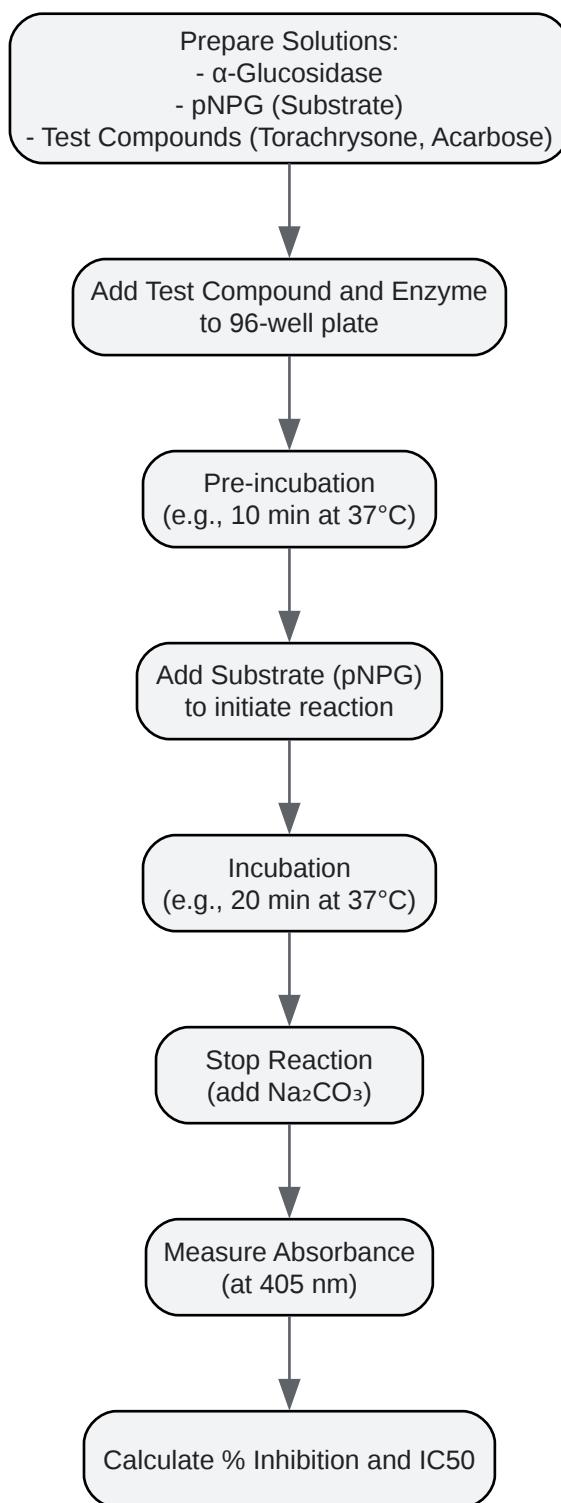 Prepare Solutions:
- α-Glucosidase
- pNPG (Substrate)
- Test Compounds (Torachrysone, Acarbose)
Add Test Compound and Enzyme
to 96-well plate
Pre-incubation
(e.g., 10 min at 37°C)
Add Substrate (pNPG)
to initiate reaction
Incubation
(e.g., 20 min at 37°C)
Stop Reaction
(add Na₂CO₃)
Measure Absorbance
(at 405 nm)
Calculate % Inhibition and IC50